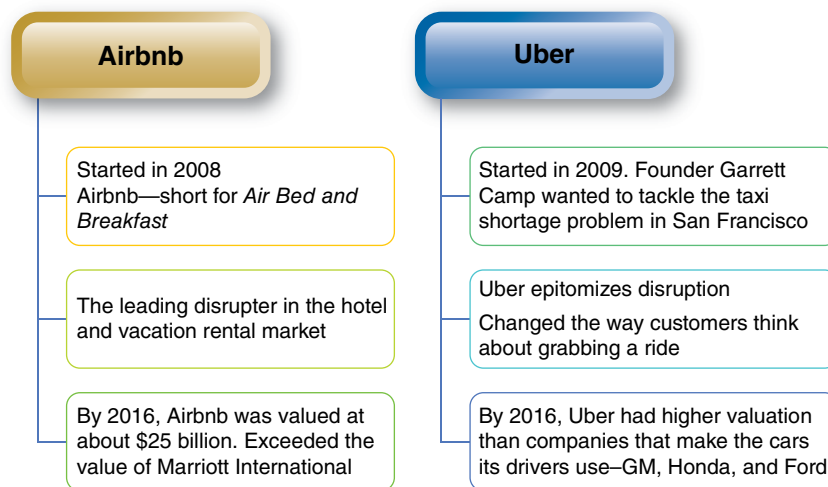 Airbnb
Started in 2008
Airbnb—short for Air Bed and
Breakfast
The leading disrupter in the hotel
and vacation rental market
By 2016, Airbnb was valued at
about $25 billion. Exceeded the
value of Marriott International
Uber
Started in 2009. Founder Garrett
Camp wanted to tackle the taxi
shortage problem in San Francisco
Uber epitomizes disruption
Changed the way customers think
about grabbing a ride
By 2016, Uber had higher valuation
than companies that make the cars
its drivers use–GM, Honda, and Ford